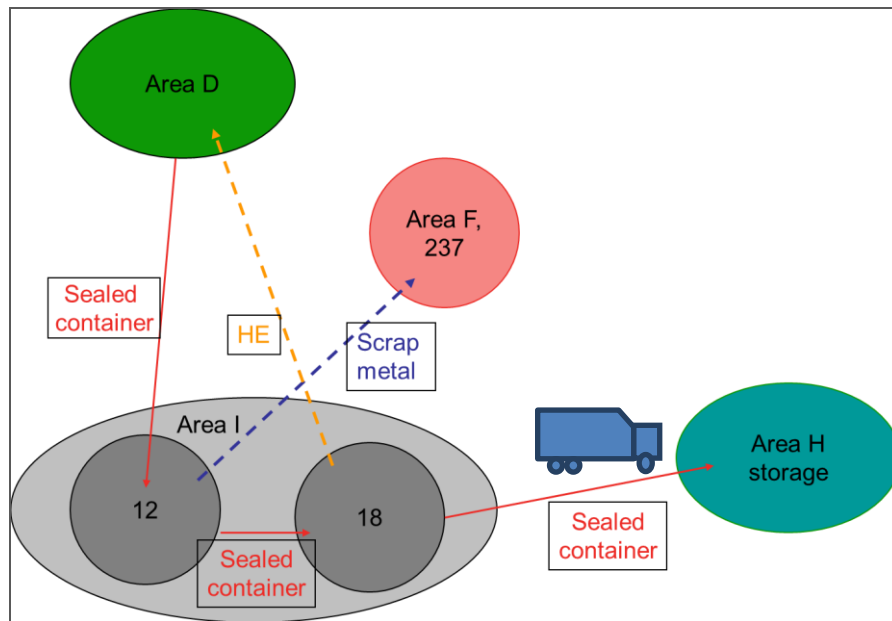 Area D
Area F,
237
Sealed
container
HE
Scrap
metal
Area I
12
18
Sealed
container
Area H
storage
Sealed
container